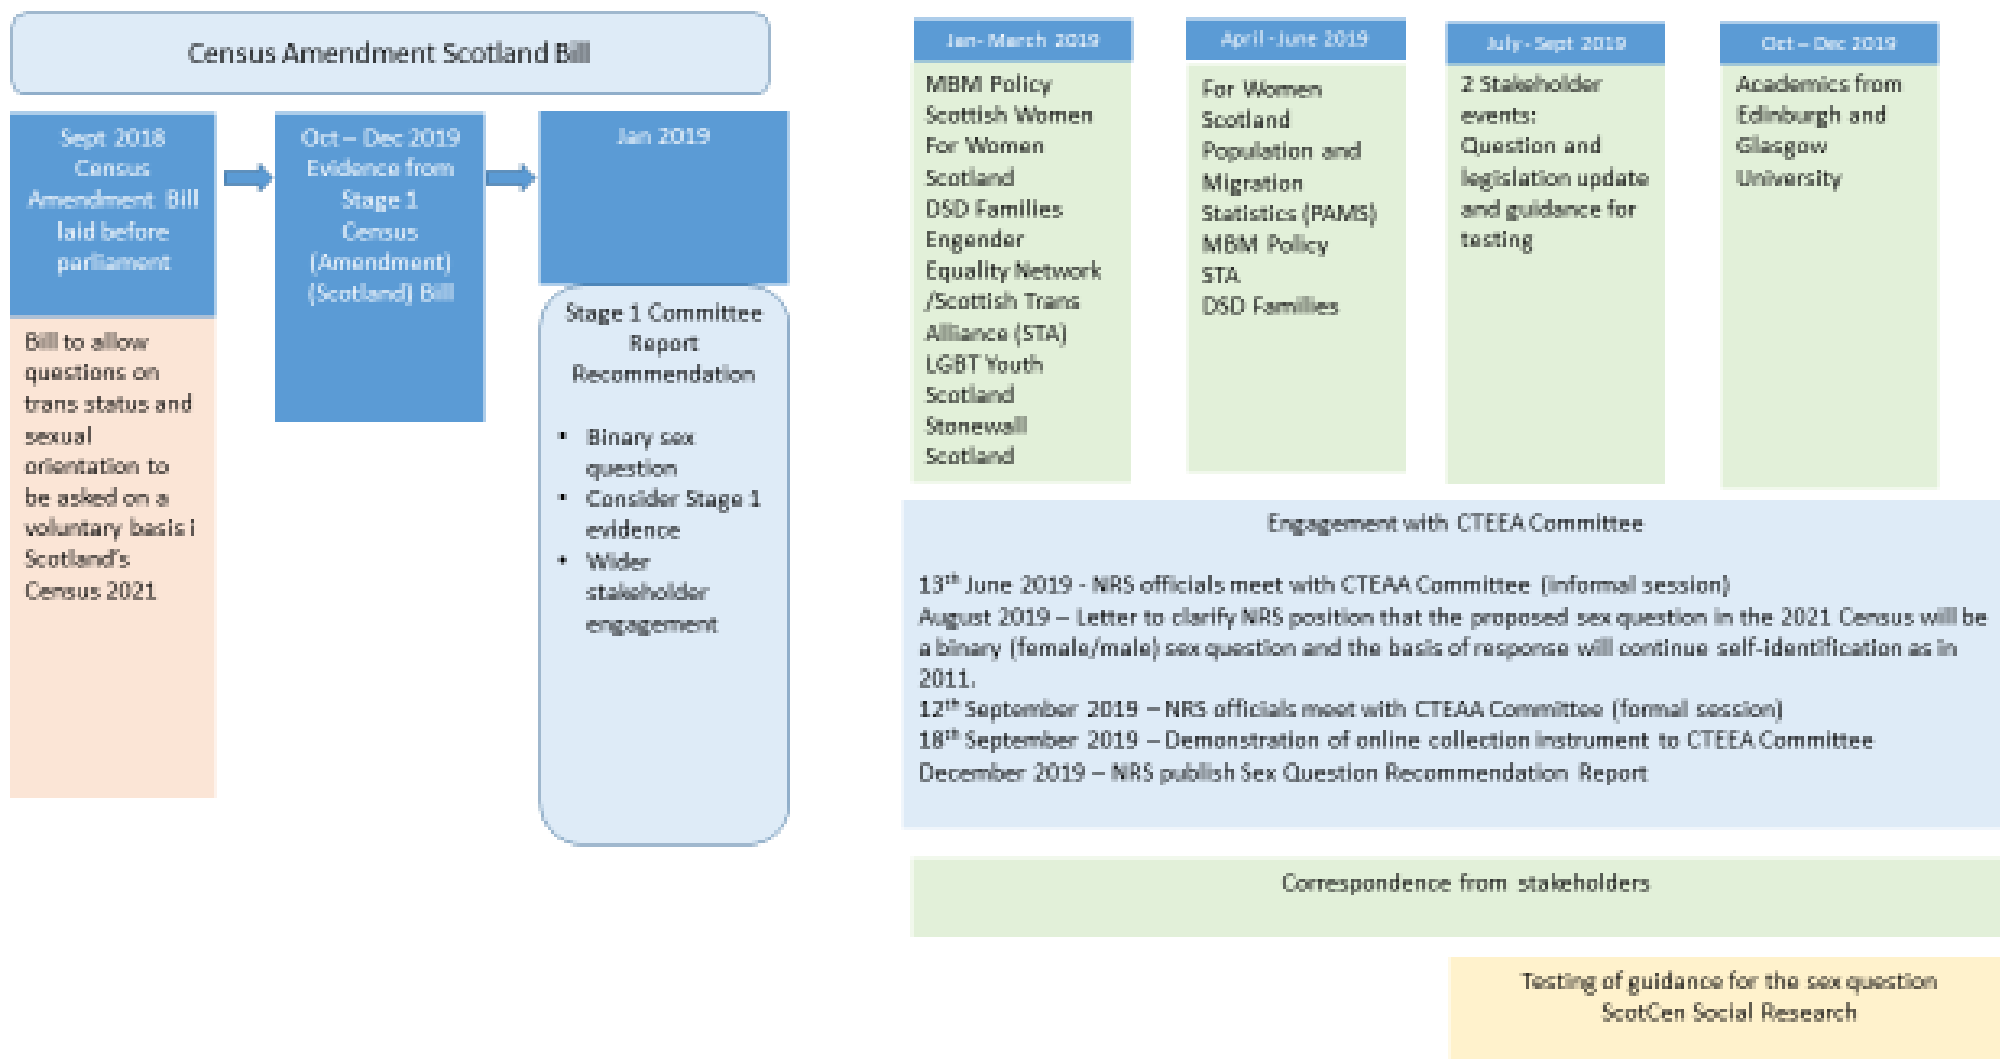 Census Amendment Scotland Bill
Sept 2018
Census
Amendment Bill
laid before
parliament
Bill to allow
questions on
trans status and
sexual
orientation to
be asked on a
voluntary basis i
Scotland's
Census 2021
Oct – Dec 2019
Evidence from
Stage 1
Census
(Amendment)
(Scotland) Bill
Jan 2019
Stage 1 Committee
Report
Recommendation
• Binary sex
question
• Consider Stage 1
evidence
• Wider
stakeholder
engagement
Jan- March 2019
MBM Policy
Scottish Women
For Women
Scotland
DSD Families
Engender
Equality Network
/Scottish Trans
Alliance (STA)
LGBT Youth
Scotland
Stonewall
Scotland
April -June 2019
For Women
Scotland
Population and
Migration
Statistics (PAMS)
MBM Policy
STA
DSD Families
July- Sept 2019
2 Stakeholder
events:
Question and
legislation update
and guidance for
testing
Oct – Dec 2019
Academics from
Edinburgh and
Glasgow
University
Engagement with CTEEA Committee
13th June 2019 - NRS officials meet with CTEAA Committee (informal session)
August 2019 – Letter to clarify NRS position that the proposed sex question in the 2021 Census will be
a binary (female/male) sex question and the basis of response will continue self-identification as in
2011.
12th September 2019 – NRS officials meet with CTEAA Committee (formal session)
18th September 2019 – Demonstration of online collection instrument to CTEEA Committee
December 2019 – NRS publish Sex Question Recommendation Report
Correspondence from stakeholders
Testing of guidance for the sex question
ScotCen Social Research